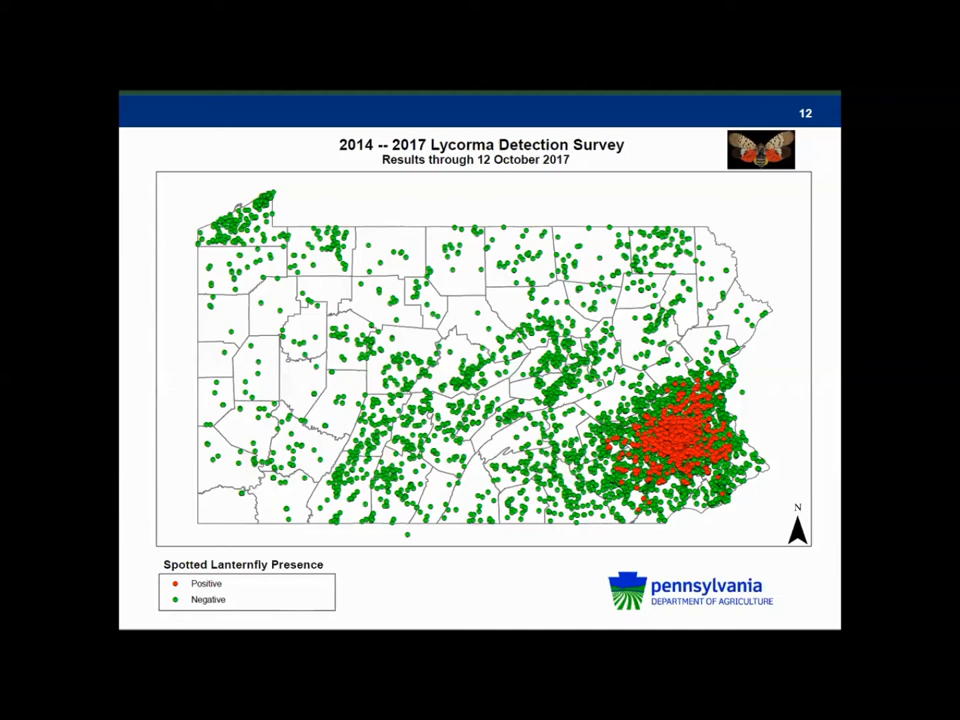 12
2014 -- 2017 Lycorma Detection Survey
Results through 12 October 2017
N
Spotted Lanternfly Presence
Positive
Negative
pennsylvania
DEPARTMENT OF AGRICULTURE